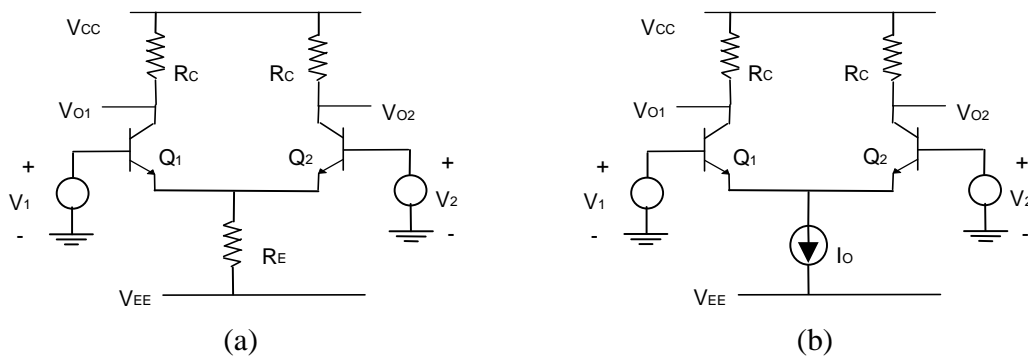 VCC
RC RC
VO1 VO2
Q1 Q2
+ +
V1 V2
- -
RE
VEE
(a)
VCC
RC RC
VO1 VO2
Q1 Q2
+ +
V1 V2
- -
IO
VEE
(b)